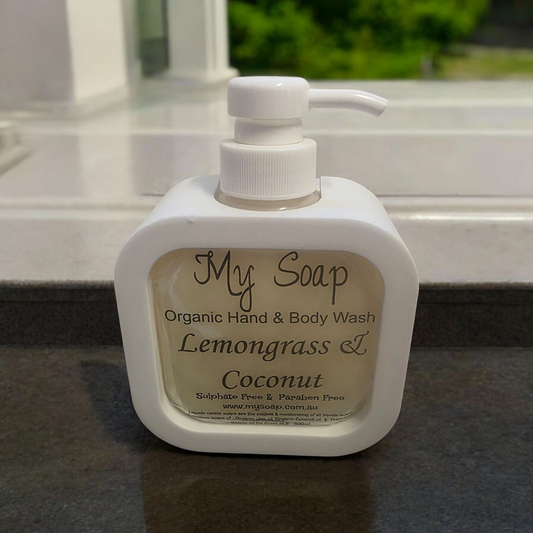 My Soap
Organic Hand & Body Wash
Lemongrass &
Coconut
Sulphate Free & Paraben Free
www.mysoap.com.au